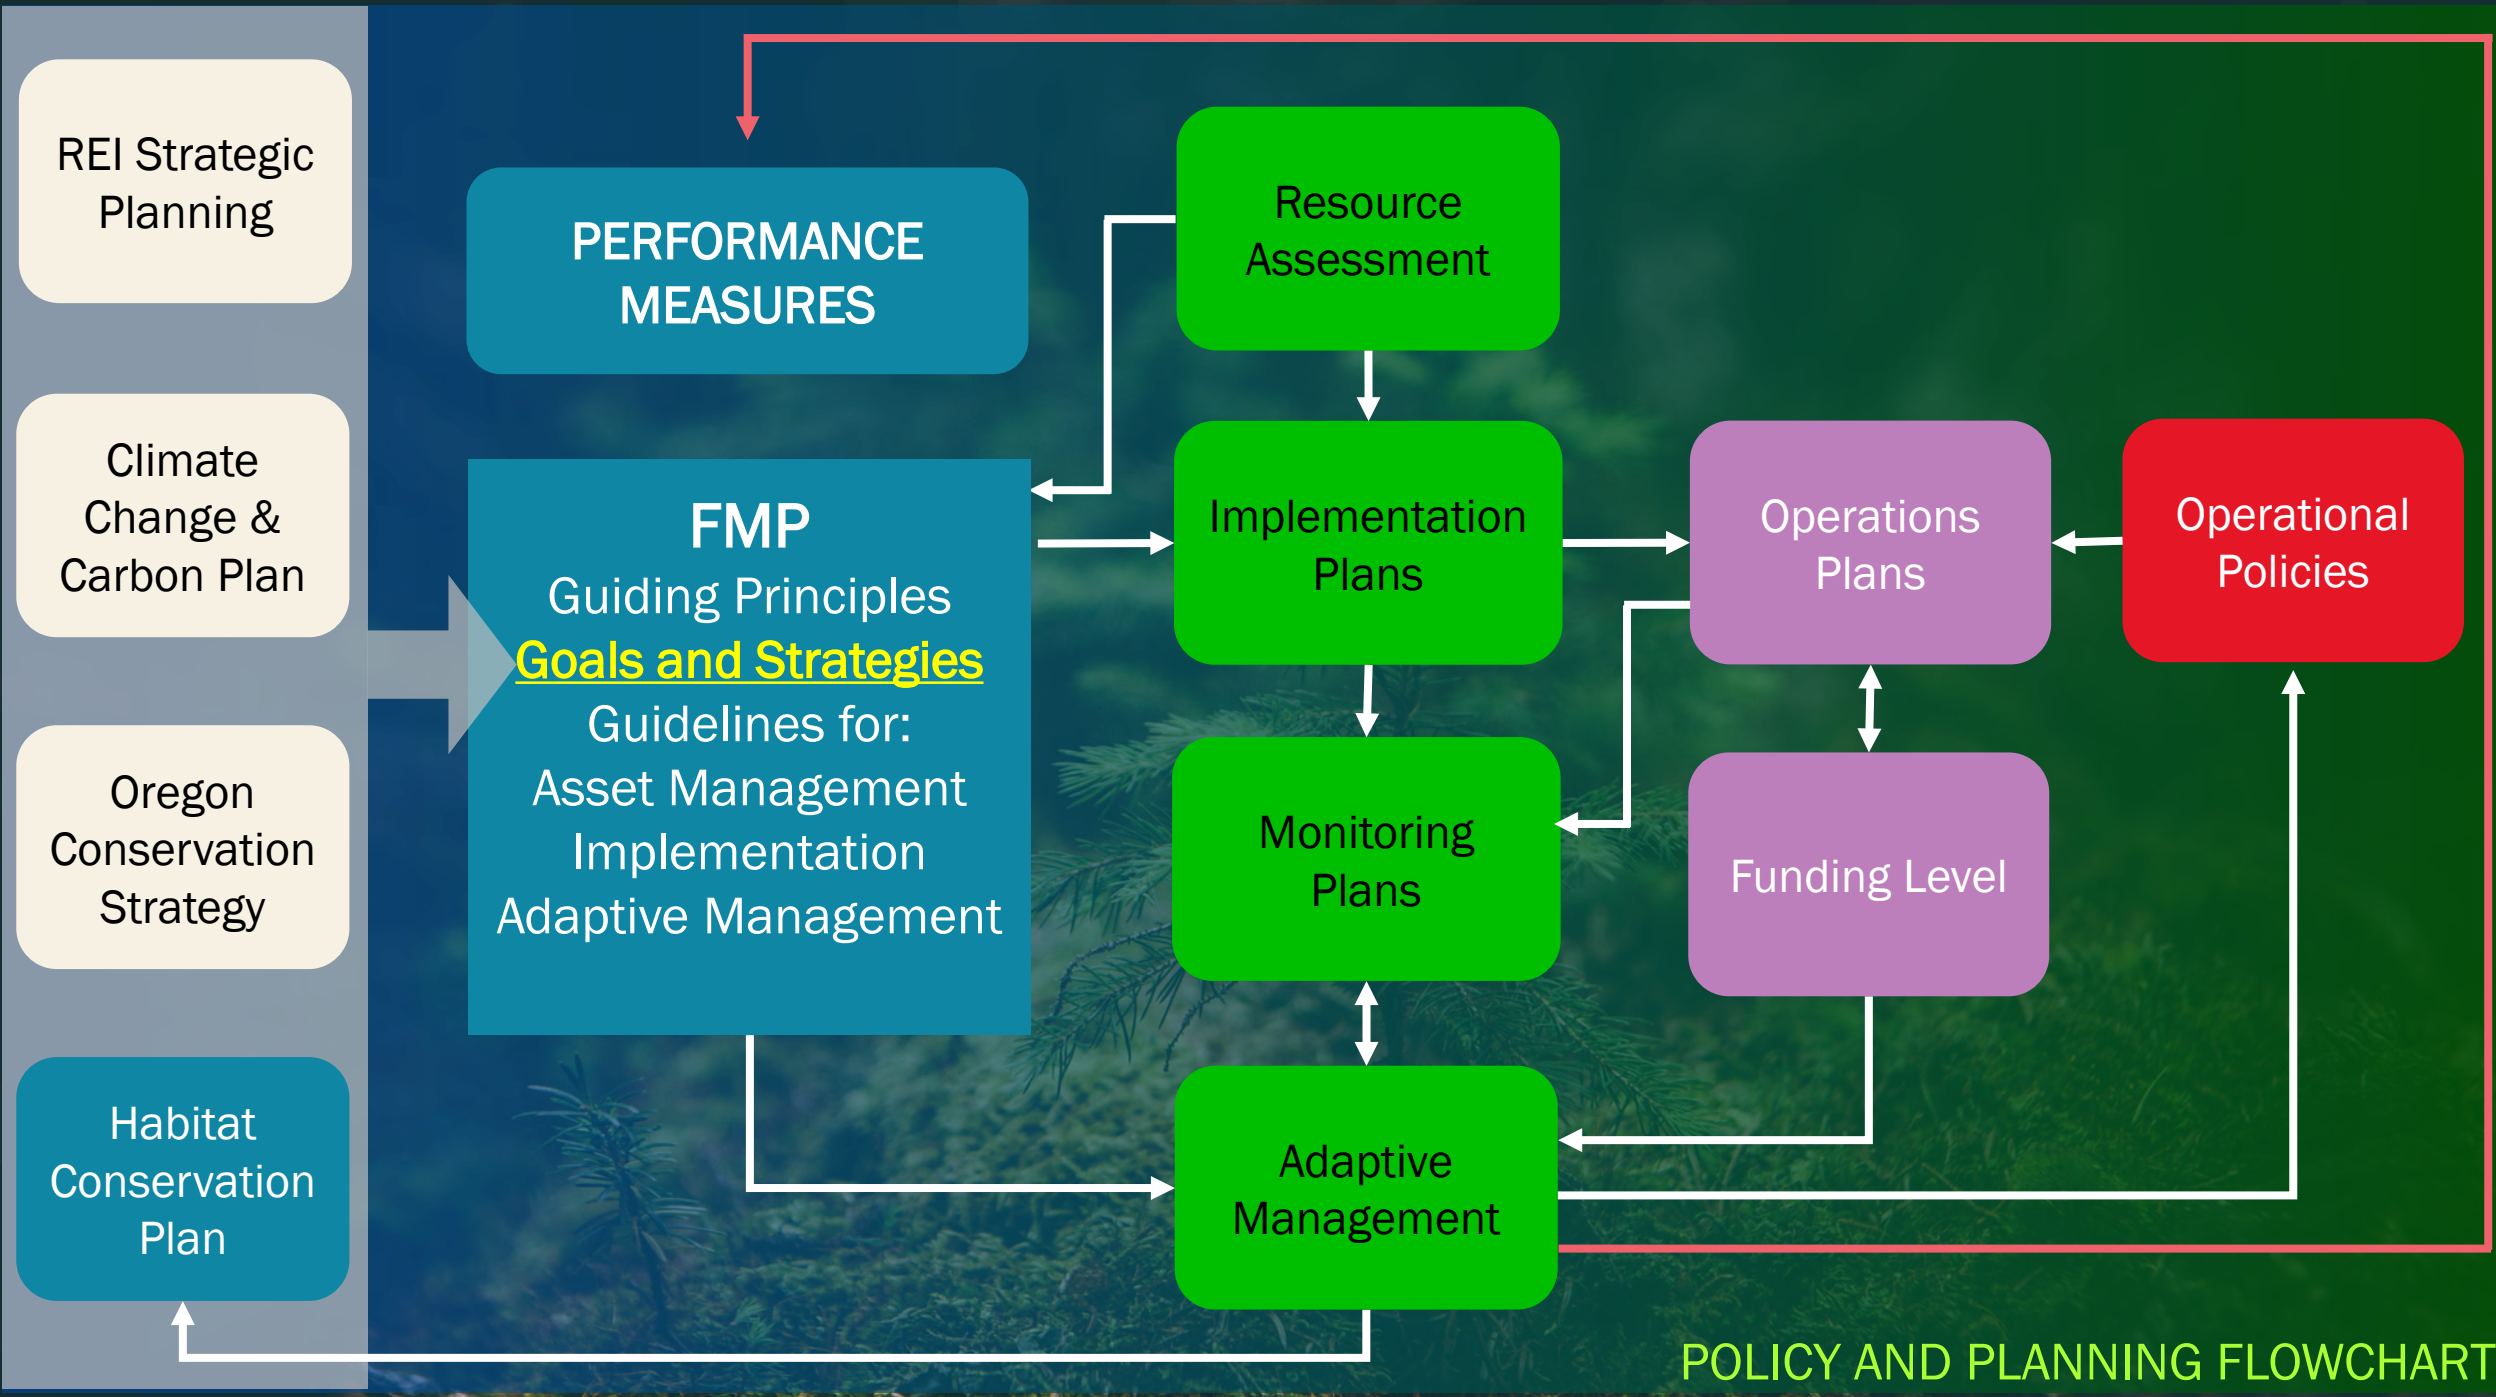 REI Strategic
Planning
Climate
Change &
Carbon Plan
Oregon
Conservation
Strategy
Habitat
Conservation
Plan
PERFORMANCE
MEASURES
FMP
Guiding Principles
Goals and Strategies
Guidelines for:
Asset Management
Implementation
Adaptive Management
Resource
Assessment
Implementation
Plans
Monitoring
Plans
Adaptive
Management
Operations
Plans
Funding Level
Operational
Policies
POLICY AND PLANNING FLOWCHART